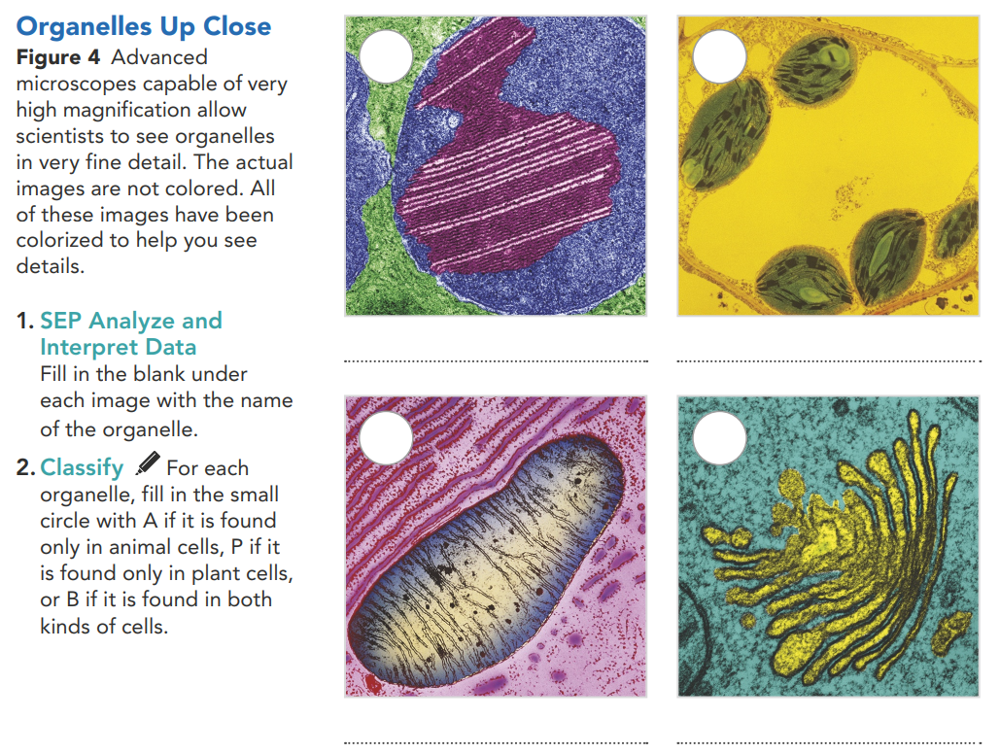 Organelles Up Close
Figure 4 Advanced
microscopes capable of very
high magnification allow
scientists to see organelles
in very fine detail. The actual
images are not colored. All
of these images have been
colorized to help you see
details.
1. SEP Analyze and
Interpret Data
Fill in the blank under
each image with the name
of the organelle.
2. Classify For each
organelle, fill in the small
circle with A if it is found
only in animal cells, P if it
is found only in plant cells,
or B if it is found in both
kinds of cells.